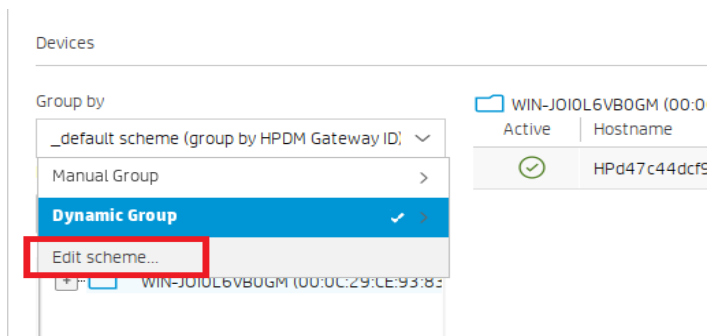 Devices
Group by
_default scheme (group by HPDM Gateway ID)
Manual Group
Dynamic Group
Edit scheme...
WIN-JOI0L6VB0GM (00:0C:29:CE:93:83
WIN-JOI0L6VB0GM (00:0
Active Hostname
HPd47c44dcf9